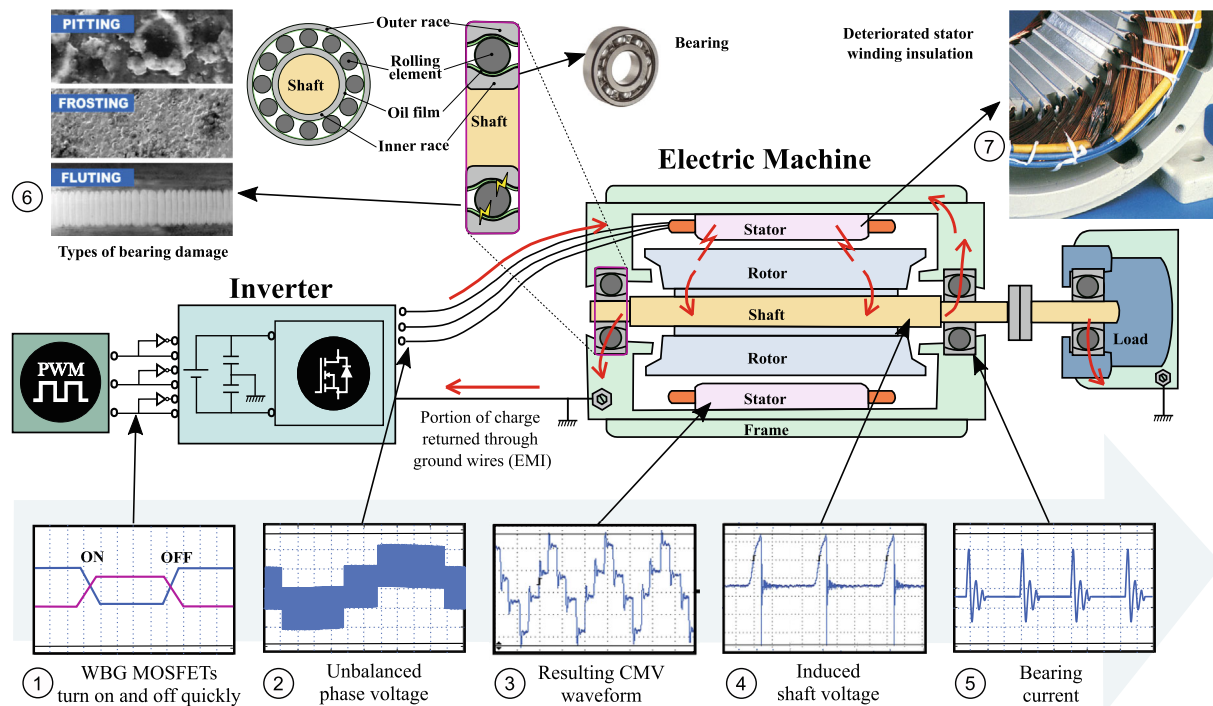 PITTING
FROSTING
FLUTING
6
Types of bearing damage
Outer race
Rolling
element
Oil film
Inner race
Shaft
Shaft
Bearing
Deteriorated stator
winding insulation
7
Electric Machine
Stator
Rotor
Shaft
Rotor
Stator
Frame
Load
Inverter
PWM
Portion of charge
returned through
ground wires (EMI)
ON
OFF
1
WBG MOSFETs
turn on and off quickly
2
Unbalanced
phase voltage
3
Resulting CMV
waveform
4
Induced
shaft voltage
5
Bearing
current